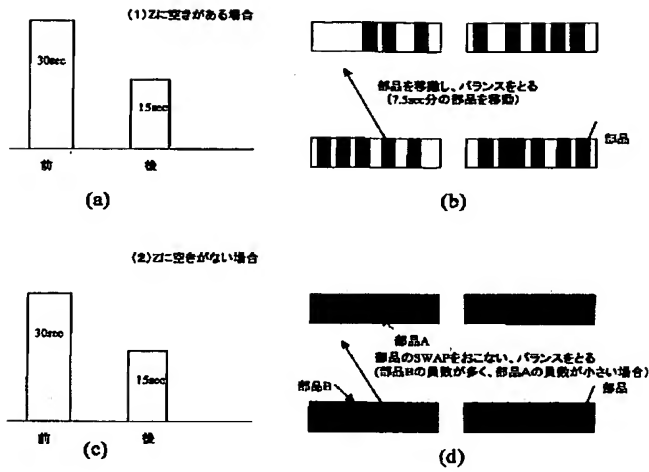 (1)Zに空きがある場合
30sec
15sec
前
後
(a)
部品を移動し、バランスをとる
(7.5sec分の部品を移動)
部品
(b)
(2)Zに空きがない場合
30sec
15sec
前
後
(c)
部品A
部品のSWAPをおこない、バランスをとる
(部品Bの員数が多く、部品Aの員数が小さい場合)
部品B
部品
(d)